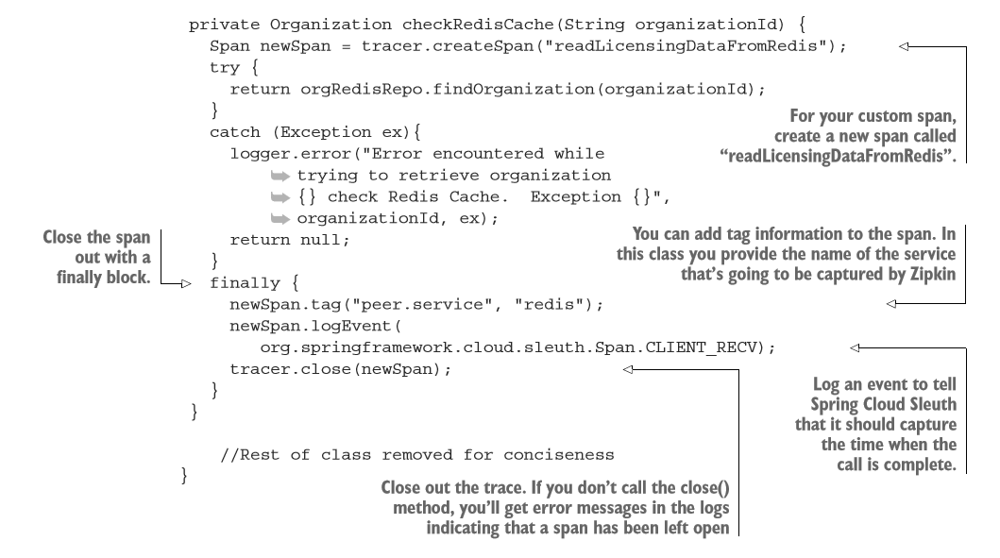 private Organization checkRedisCache(String organizationId) {
Span newSpan = tracer.createSpan("readLicensingDataFromRedis");
try {
return orgRedisRepo.findOrganization(organizationId);
}
catch (Exception ex){
logger.error("Error encountered while
➥ trying to retrieve organization
➥ {} check Redis Cache.  Exception {}",
➥ organizationId, ex);
return null;
}
finally {
newSpan.tag("peer.service", "redis");
newSpan.logEvent(
org.springframework.cloud.sleuth.Span.CLIENT_RECV);
tracer.close(newSpan);
}
}
//Rest of class removed for conciseness
}
For your custom span,
create a new span called
“readLicensingDataFromRedis”.
Close the span
out with a
finally block.
You can add tag information to the span. In
this class you provide the name of the service
that’s going to be captured by Zipkin
Log an event to tell
Spring Cloud Sleuth
that it should capture
the time when the
call is complete.
Close out the trace. If you don’t call the close()
method, you’ll get error messages in the logs
indicating that a span has been left open